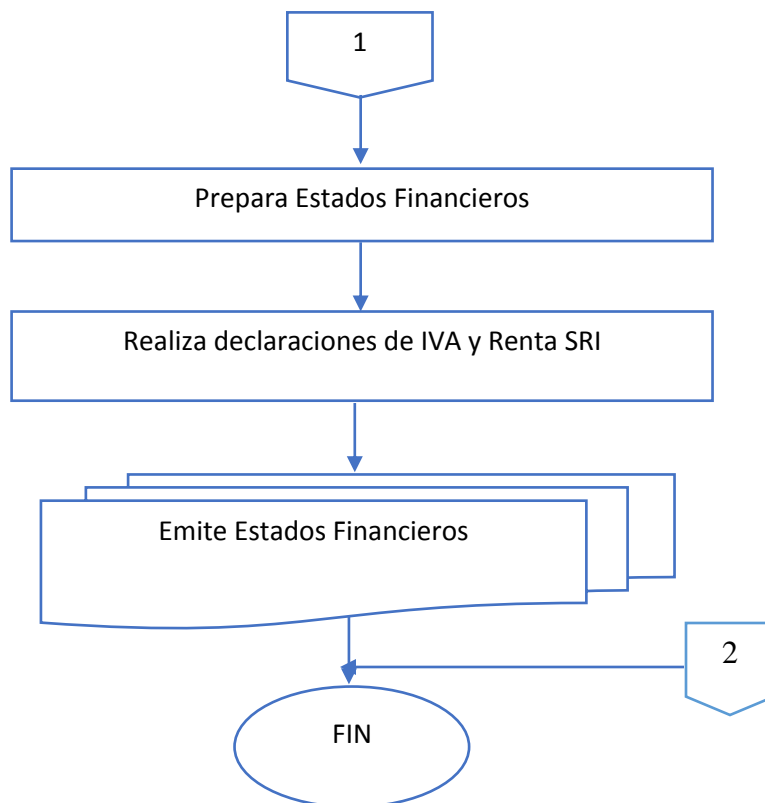 1
Prepara Estados Financieros
Realiza declaraciones de IVA y Renta SRI
Emite Estados Financieros
2
FIN